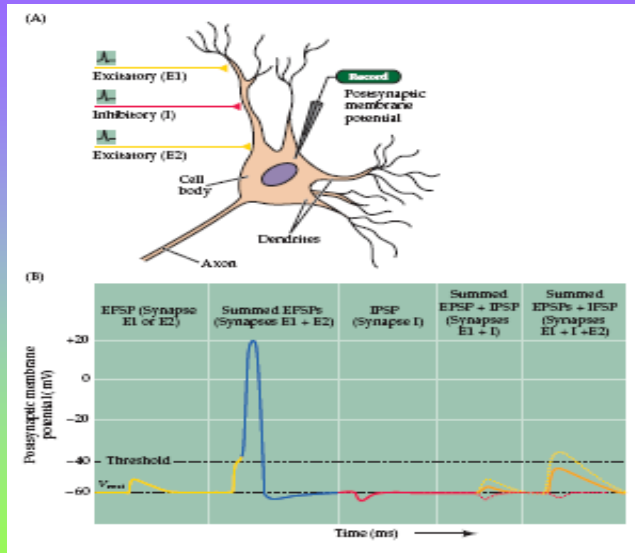 (A)
Excitatory (E1)
Inhibitory (I)
Excitatory (E2)
Record
Postsynaptic
membrane
potential
Cell
body
Dendrites
Axon
(B)
EPSP (Synapse
E1 or E2)
Summed EPSPs
(Synapses E1 + E2)
IPSP
(Synapse I)
Summed
EPSP + IPSP
(Synapses
E1 + I)
Summed
EPSPs + IPSP
(Synapses
E1 + I +E2)
Postsynaptic membrane
potential (mV)
+20
0
−20
−40
−60
Threshold
Vrest
Time (ms)